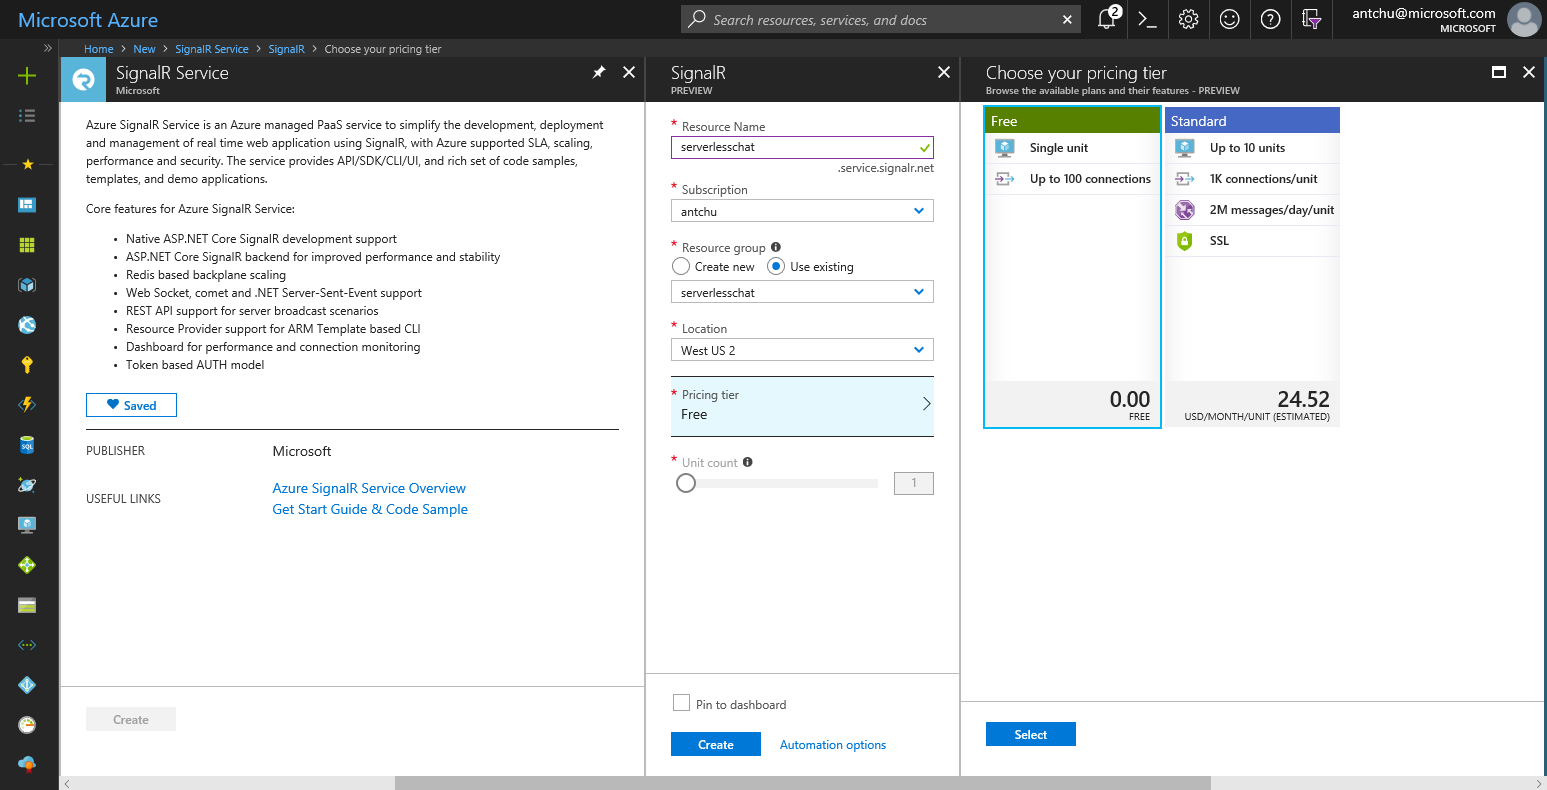 Microsoft Azure
Search resources, services, and docs
2
antchu@microsoft.com
MICROSOFT
Home > New > SignalR Service > SignalR > Choose your pricing tier
SignalR Service
Microsoft
Azure SignalR Service is an Azure managed PaaS service to simplify the development, deployment
and management of real time web application using SignalR, with Azure supported SLA, scaling,
performance and security. The service provides API/SDK/CLI/UI, and rich set of code samples,
templates, and demo applications.
Core features for Azure SignalR Service:
• Native ASP.NET Core SignalR development support
• ASP.NET Core SignalR backend for improved performance and stability
• Redis based backplane scaling
• Web Socket, comet and .NET Server-Sent-Event support
• REST API support for server broadcast scenarios
• Resource Provider support for ARM Template based CLI
• Dashboard for performance and connection monitoring
• Token based AUTH model
Saved
PUBLISHER Microsoft
USEFUL LINKS
Azure SignalR Service Overview
Get Start Guide & Code Sample
Create
SignalR
PREVIEW
* Resource Name
serverlesschat
.service.signalr.net
* Subscription
antchu
* Resource group
Create new Use existing
serverlesschat
* Location
West US 2
* Pricing tier
Free
* Unit count
1
Pin to dashboard
Create Automation options
Choose your pricing tier
Browse the available plans and their features - PREVIEW
Free
Single unit
Up to 100 connections
0.00
FREE
Standard
Up to 10 units
1K connections/unit
2M messages/day/unit
SSL
24.52
USD/MONTH/UNIT (ESTIMATED)
Select
SQL